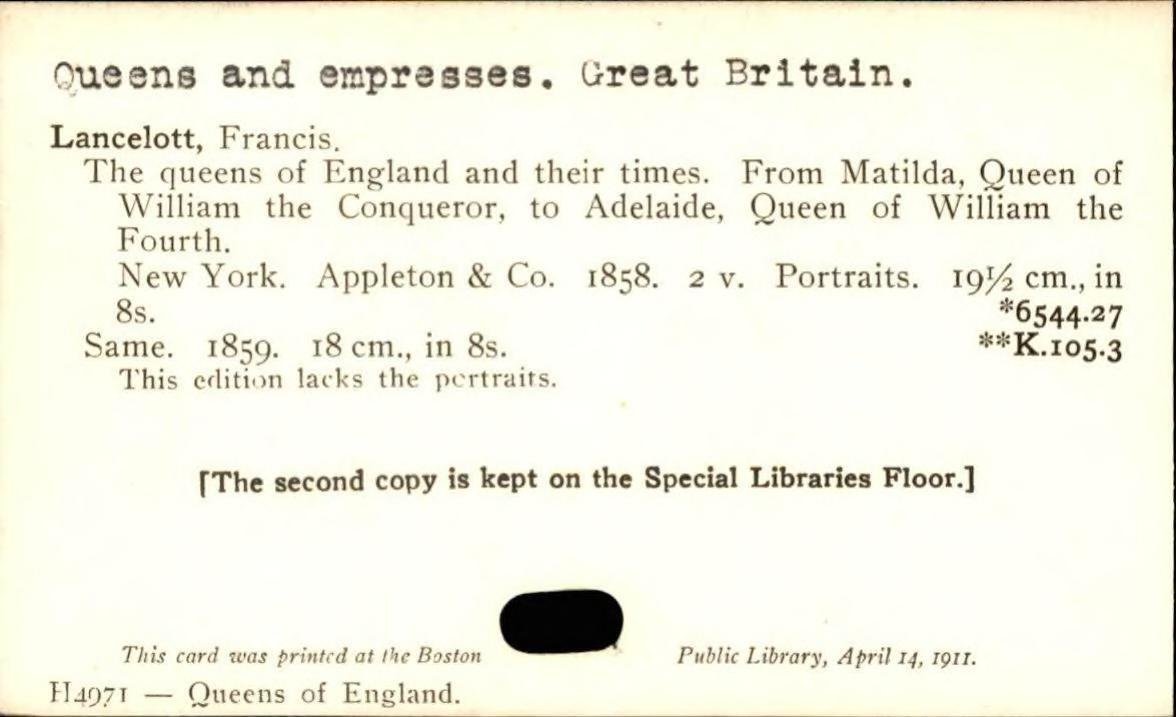 Queens and empresses. Great Britain.
Lancelott, Francis.
The queens of England and their times. From Matilda, Queen of
William the Conqueror, to Adelaide, Queen of William the
Fourth.
New York. Appleton & Co. 1858. 2 v. Portraits. 19½ cm., in
8s. *6544.27
Same. 1859. 18 cm., in 8s. **K.105.3
This edition lacks the portraits.
[The second copy is kept on the Special Libraries Floor.]
This card was printed at the Boston Public Library, April 14, 1911.
H4971 — Queens of England.